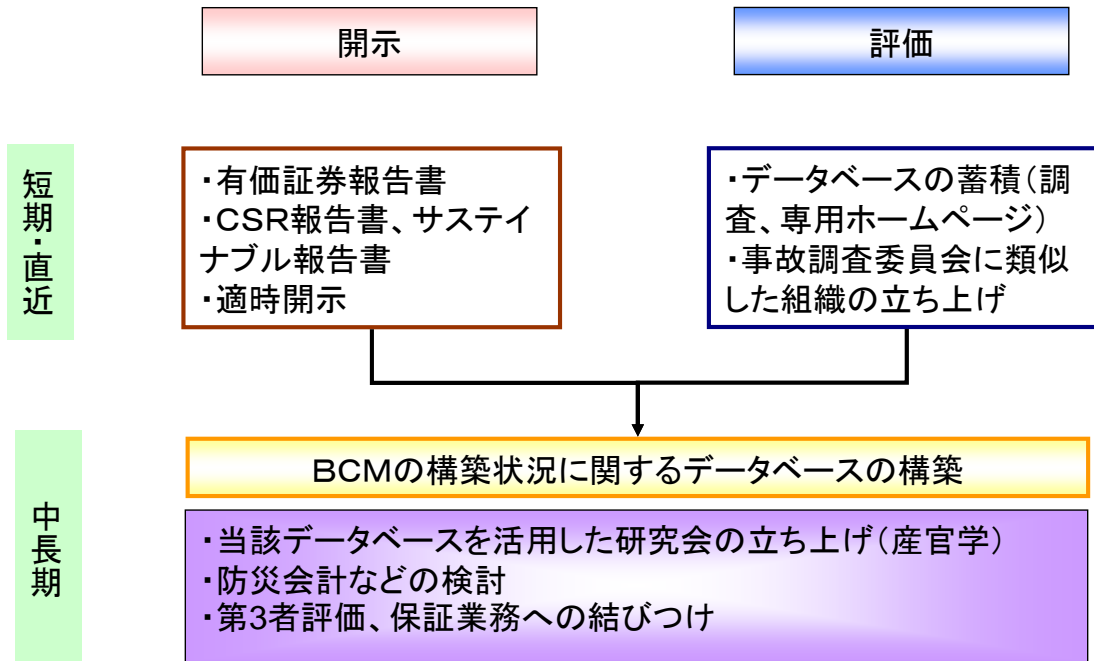 開示
評価
短期・直近
・有価証券報告書
・CSR報告書、サステイ
ナブル報告書
・適時開示
・データベースの蓄積(調
査、専用ホームページ)
・事故調査委員会に類似
した組織の立ち上げ
中長期
BCMの構築状況に関するデータベースの構築
・当該データベースを活用した研究会の立ち上げ(産官学)
・防災会計などの検討
・第3者評価、保証業務への結びつけ